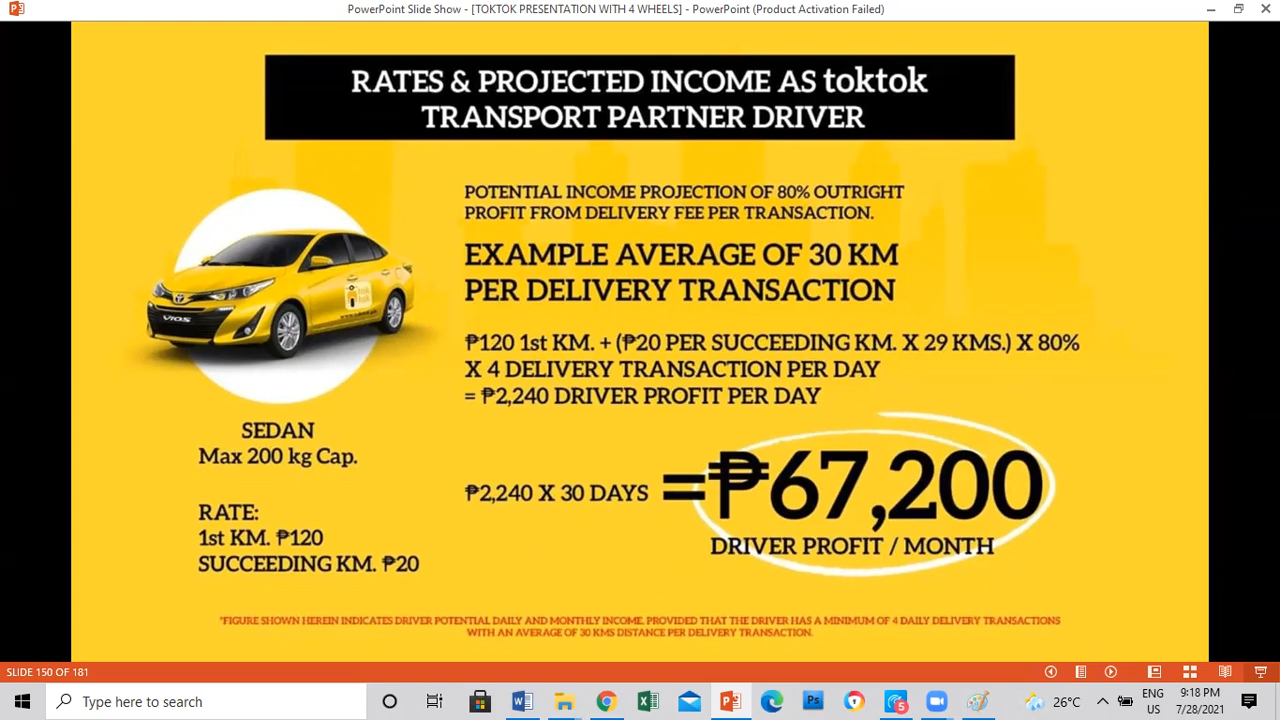 PowerPoint Slide Show - [TOKTOK PRESENTATION WITH 4 WHEELS] - PowerPoint (Product Activation Failed)
RATES & PROJECTED INCOME AS toktok
TRANSPORT PARTNER DRIVER
POTENTIAL INCOME PROJECTION OF 80% OUTRIGHT
PROFIT FROM DELIVERY FEE PER TRANSACTION.
EXAMPLE AVERAGE OF 30 KM
PER DELIVERY TRANSACTION
₱120 1st KM. + (₱20 PER SUCCEEDING KM. X 29 KMS.) X 80%
X 4 DELIVERY TRANSACTION PER DAY
= ₱2,240 DRIVER PROFIT PER DAY
VIOS
SEDAN
Max 200 kg Cap.
RATE:
1st KM. ₱120
SUCCEEDING KM. ₱20
₱2,240 X 30 DAYS =₱67,200
DRIVER PROFIT / MONTH
*FIGURE SHOWN HEREIN INDICATES DRIVER POTENTIAL DAILY AND MONTHLY INCOME, PROVIDED THAT THE DRIVER HAS A MINIMUM OF 4 DAILY DELIVERY TRANSACTIONS
WITH AN AVERAGE OF 30 KMS DISTANCE PER DELIVERY TRANSACTION.
SLIDE 150 OF 181
Type here to search
Ps
5
26°C
ENG
US
9:18 PM
7/28/2021